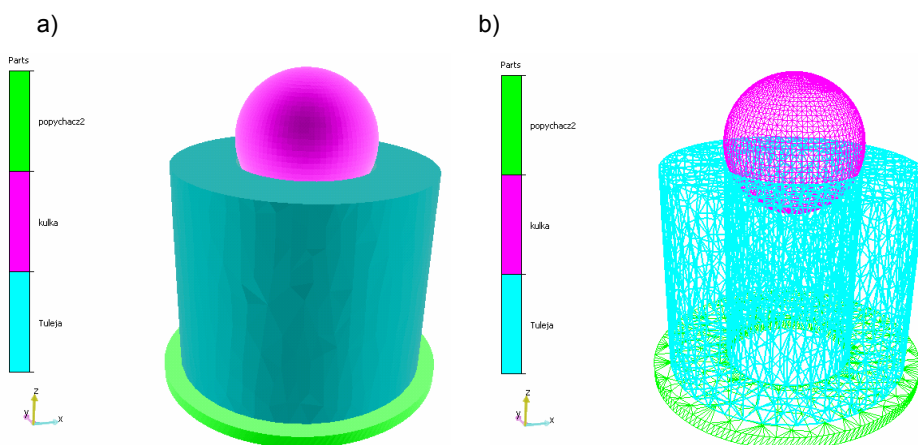 a)
Parts
popychacz2
kulka
Tuleja
z
y
x
b)
Parts
popychacz2
kulka
Tuleja
z
y
x